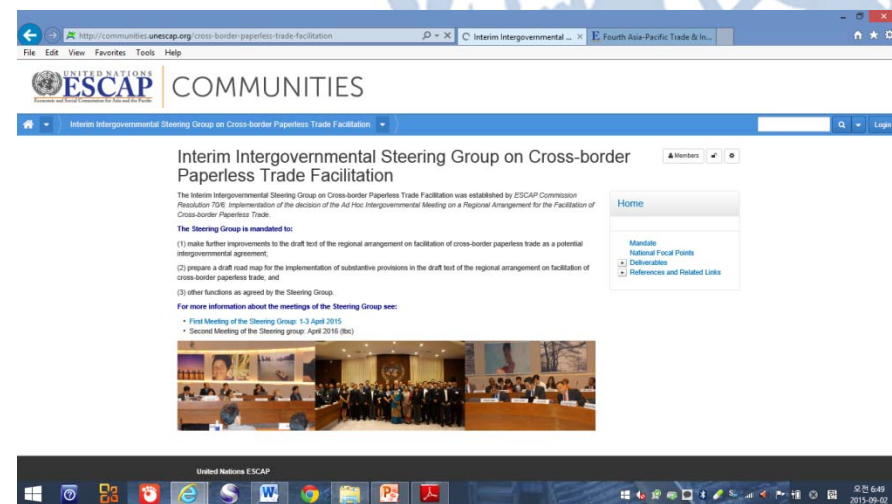 http://communities.unescap.org/cross-border-paperless-trade-facilitation
Interim Intergovernmental ...
Fourth Asia-Pacific Trade & In...
File Edit View Favorites Tools Help
UNITED NATIONS
ESCAP
Economic and Social Commission for Asia and the Pacific
COMMUNITIES
Interim Intergovernmental Steering Group on Cross-border Paperless Trade Facilitation
Login
Interim Intergovernmental Steering Group on Cross-border
Paperless Trade Facilitation
Members
The Interim Intergovernmental Steering Group on Cross-border Paperless Trade Facilitation was established by ESCAP Commission
Resolution 70/6: Implementation of the decision of the Ad Hoc Intergovernmental Meeting on a Regional Arrangement for the Facilitation of
Cross-border Paperless Trade.
The Steering Group is mandated to:
(1) make further improvements to the draft text of the regional arrangement on facilitation of cross-border paperless trade as a potential
intergovernmental agreement;
(2) prepare a draft road map for the implementation of substantive provisions in the draft text of the regional arrangement on facilitation of
cross-border paperless trade; and
(3) other functions as agreed by the Steering Group.
For more information about the meetings of the Steering Group see:
• First Meeting of the Steering Group: 1-3 April 2015
• Second Meeting of the Steering group: April 2016 (tbc)
Home
Mandate
National Focal Points
Deliverables
References and Related Links
United Nations ESCAP
오전 6:49
2015-09-02